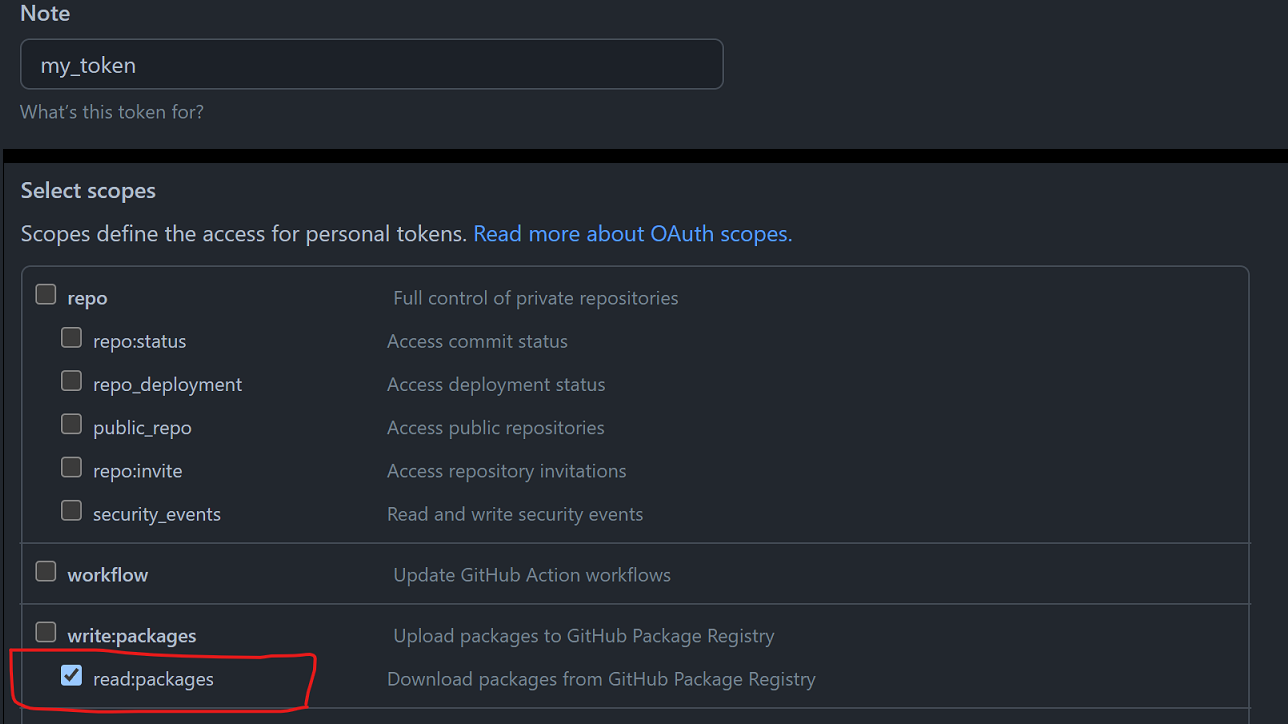 Note
my_token
What's this token for?
Select scopes
Scopes define the access for personal tokens. Read more about OAuth scopes.
repo Full control of private repositories
repo:status Access commit status
repo_deployment Access deployment status
public_repo Access public repositories
repo:invite Access repository invitations
security_events Read and write security events
workflow Update GitHub Action workflows
write:packages Upload packages to GitHub Package Registry
read:packages Download packages from GitHub Package Registry